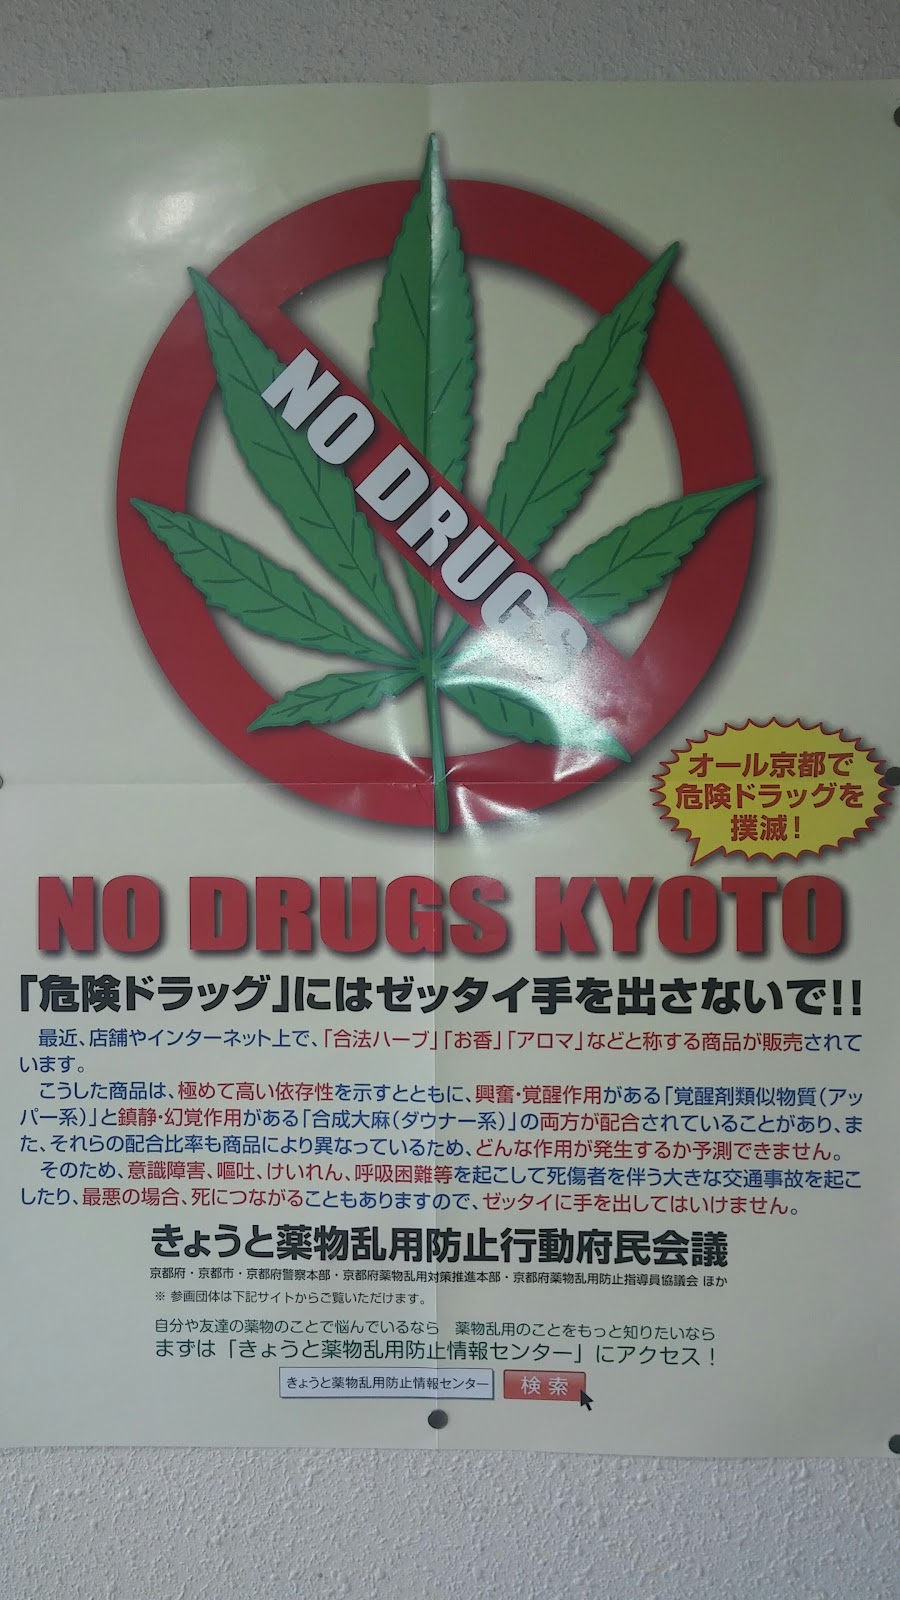 NO DRUGS
オール京都で
危険ドラッグを
撲滅！
NO DRUGS KYOTO
「危険ドラッグ」にはゼッタイ手を出さないで!!
最近、店舗やインターネット上で、「合法ハーブ」「お香」「アロマ」などと称する商品が販売されて
います。
こうした商品は、極めて高い依存性を示すとともに、興奮・覚醒作用がある「覚醒剤類似物質（アッ
パー系）」と鎮静・幻覚作用がある「合成大麻（ダウナー系）」の両方が配合されていることがあり、ま
た、それらの配合比率も商品により異なっているため、どんな作用が発生するか予測できません。
そのため、意識障害、嘔吐、けいれん、呼吸困難等を起こして死傷者を伴う大きな交通事故を起こ
したり、最悪の場合、死につながることもありますので、ゼッタイに手を出してはいけません。
きょうと薬物乱用防止行動府民会議
京都府・京都市・京都府警察本部・京都府薬物乱用対策推進本部・京都府薬物乱用防止指導員協議会 ほか
※ 参画団体は下記サイトからご覧いただけます。
自分や友達の薬物のことで悩んでいるなら　薬物乱用のことをもっと知りたいなら
まずは「きょうと薬物乱用防止情報センター」にアクセス！
きょうと薬物乱用防止情報センター 検索